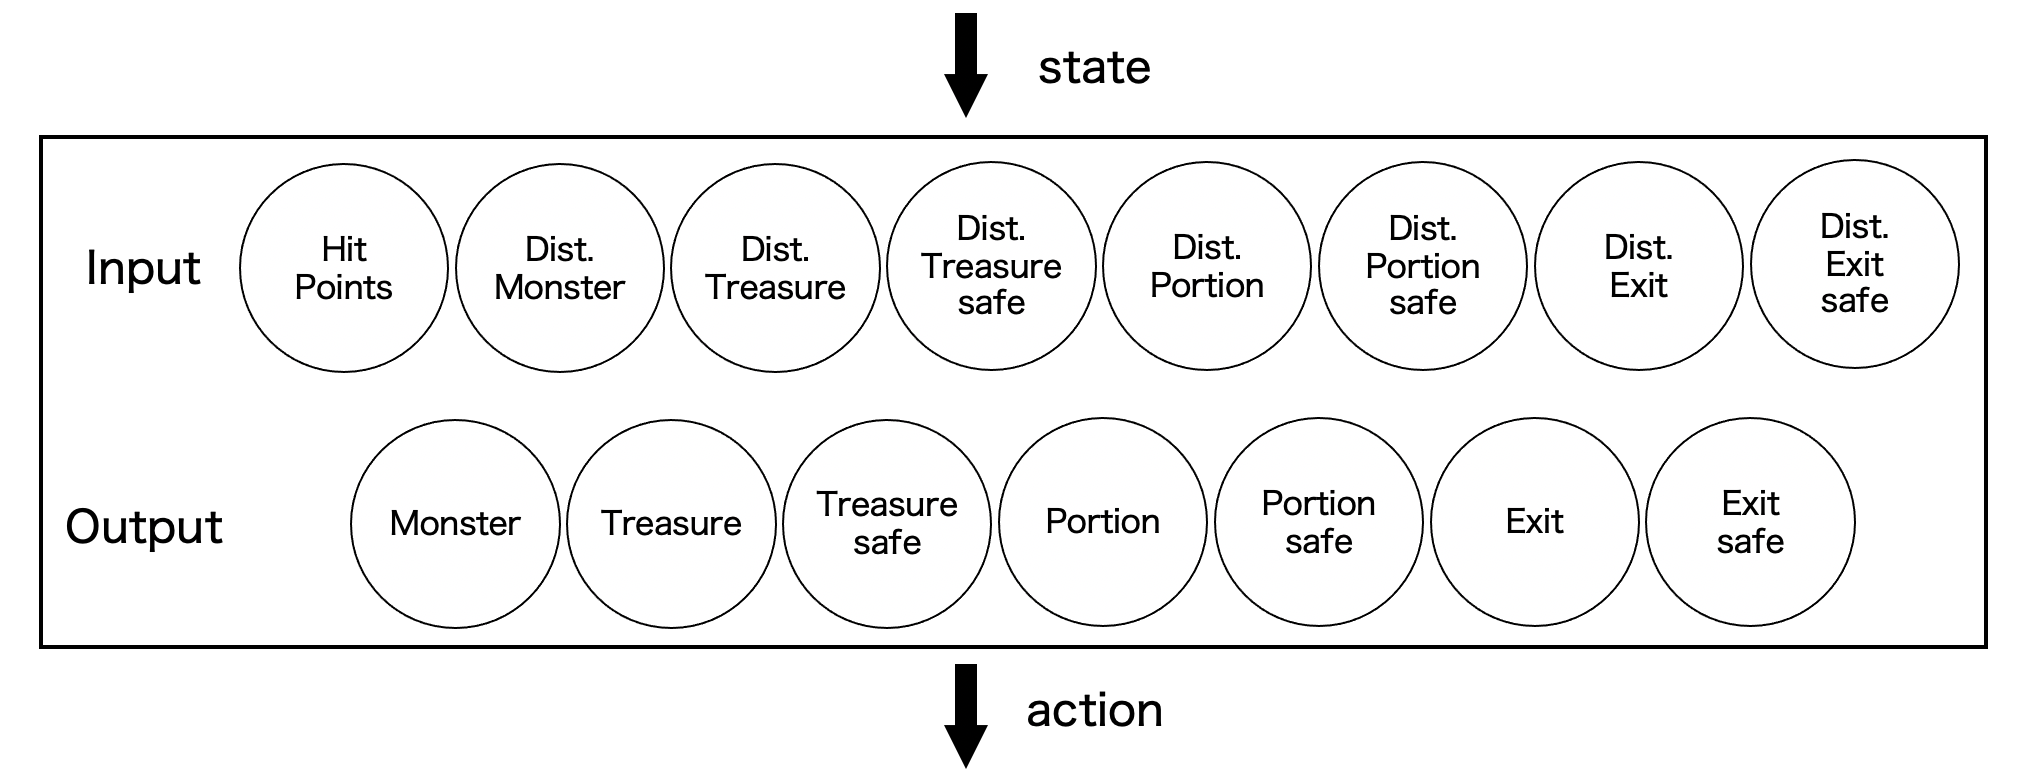 state
Input
Hit
Points
Dist.
Monster
Dist.
Treasure
Dist.
Treasure
safe
Dist.
Portion
Dist.
Portion
safe
Dist.
Exit
Dist.
Exit
safe
Output
Monster
Treasure
Treasure
safe
Portion
Portion
safe
Exit
Exit
safe
action